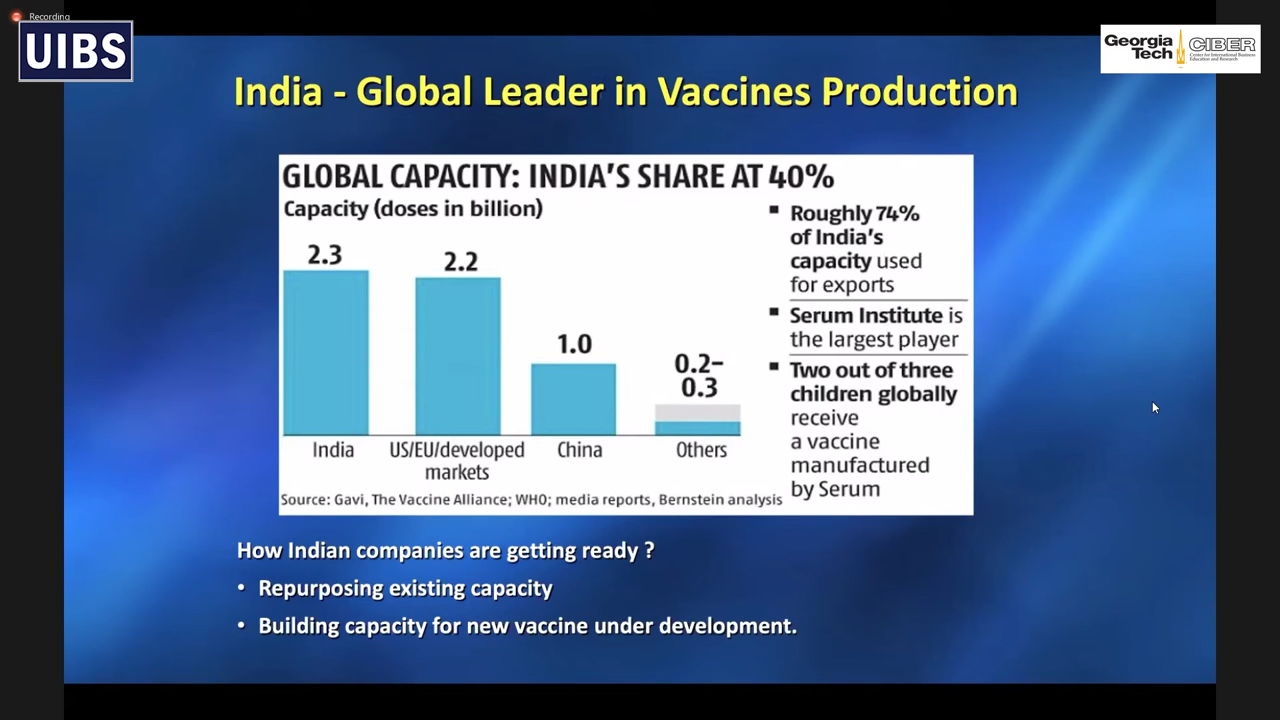 Recording
UIBS
Georgia
Tech
CIBER
Center for International Business
Education and Research
India - Global Leader in Vaccines Production
GLOBAL CAPACITY: INDIA'S SHARE AT 40%
Capacity (doses in billion)
2.3
2.2
1.0
0.2–
0.3
India
US/EU/developed
markets
China
Others
Source: Gavi, The Vaccine Alliance; WHO; media reports, Bernstein analysis
▪ Roughly 74%
of India's
capacity used
for exports
▪ Serum Institute is
the largest player
▪ Two out of three
children globally
receive
a vaccine
manufactured
by Serum
How Indian companies are getting ready ?
• Repurposing existing capacity
• Building capacity for new vaccine under development.